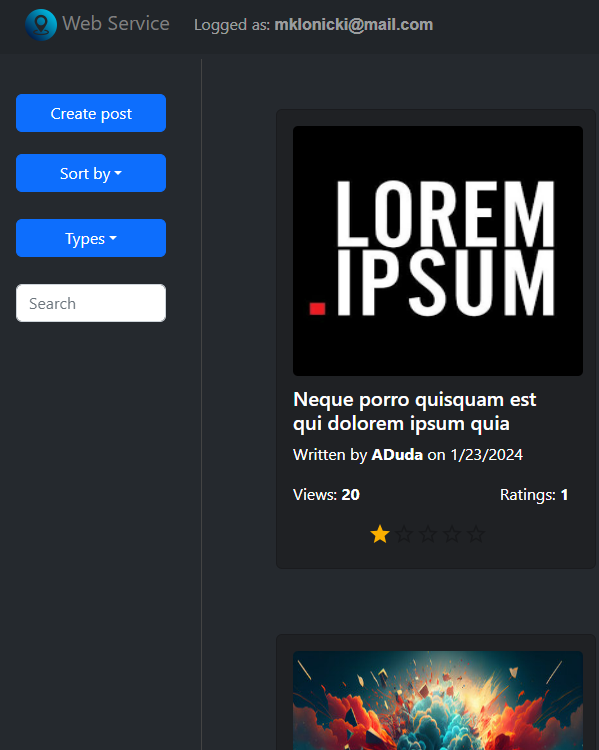 Web Service Logged as: mklonicki@mail.com
Create post
Sort by
Types
Search
LOREM
.IPSUM
Neque porro quisquam est
qui dolorem ipsum quia
Written by ADuda on 1/23/2024
Views: 20 Ratings: 1